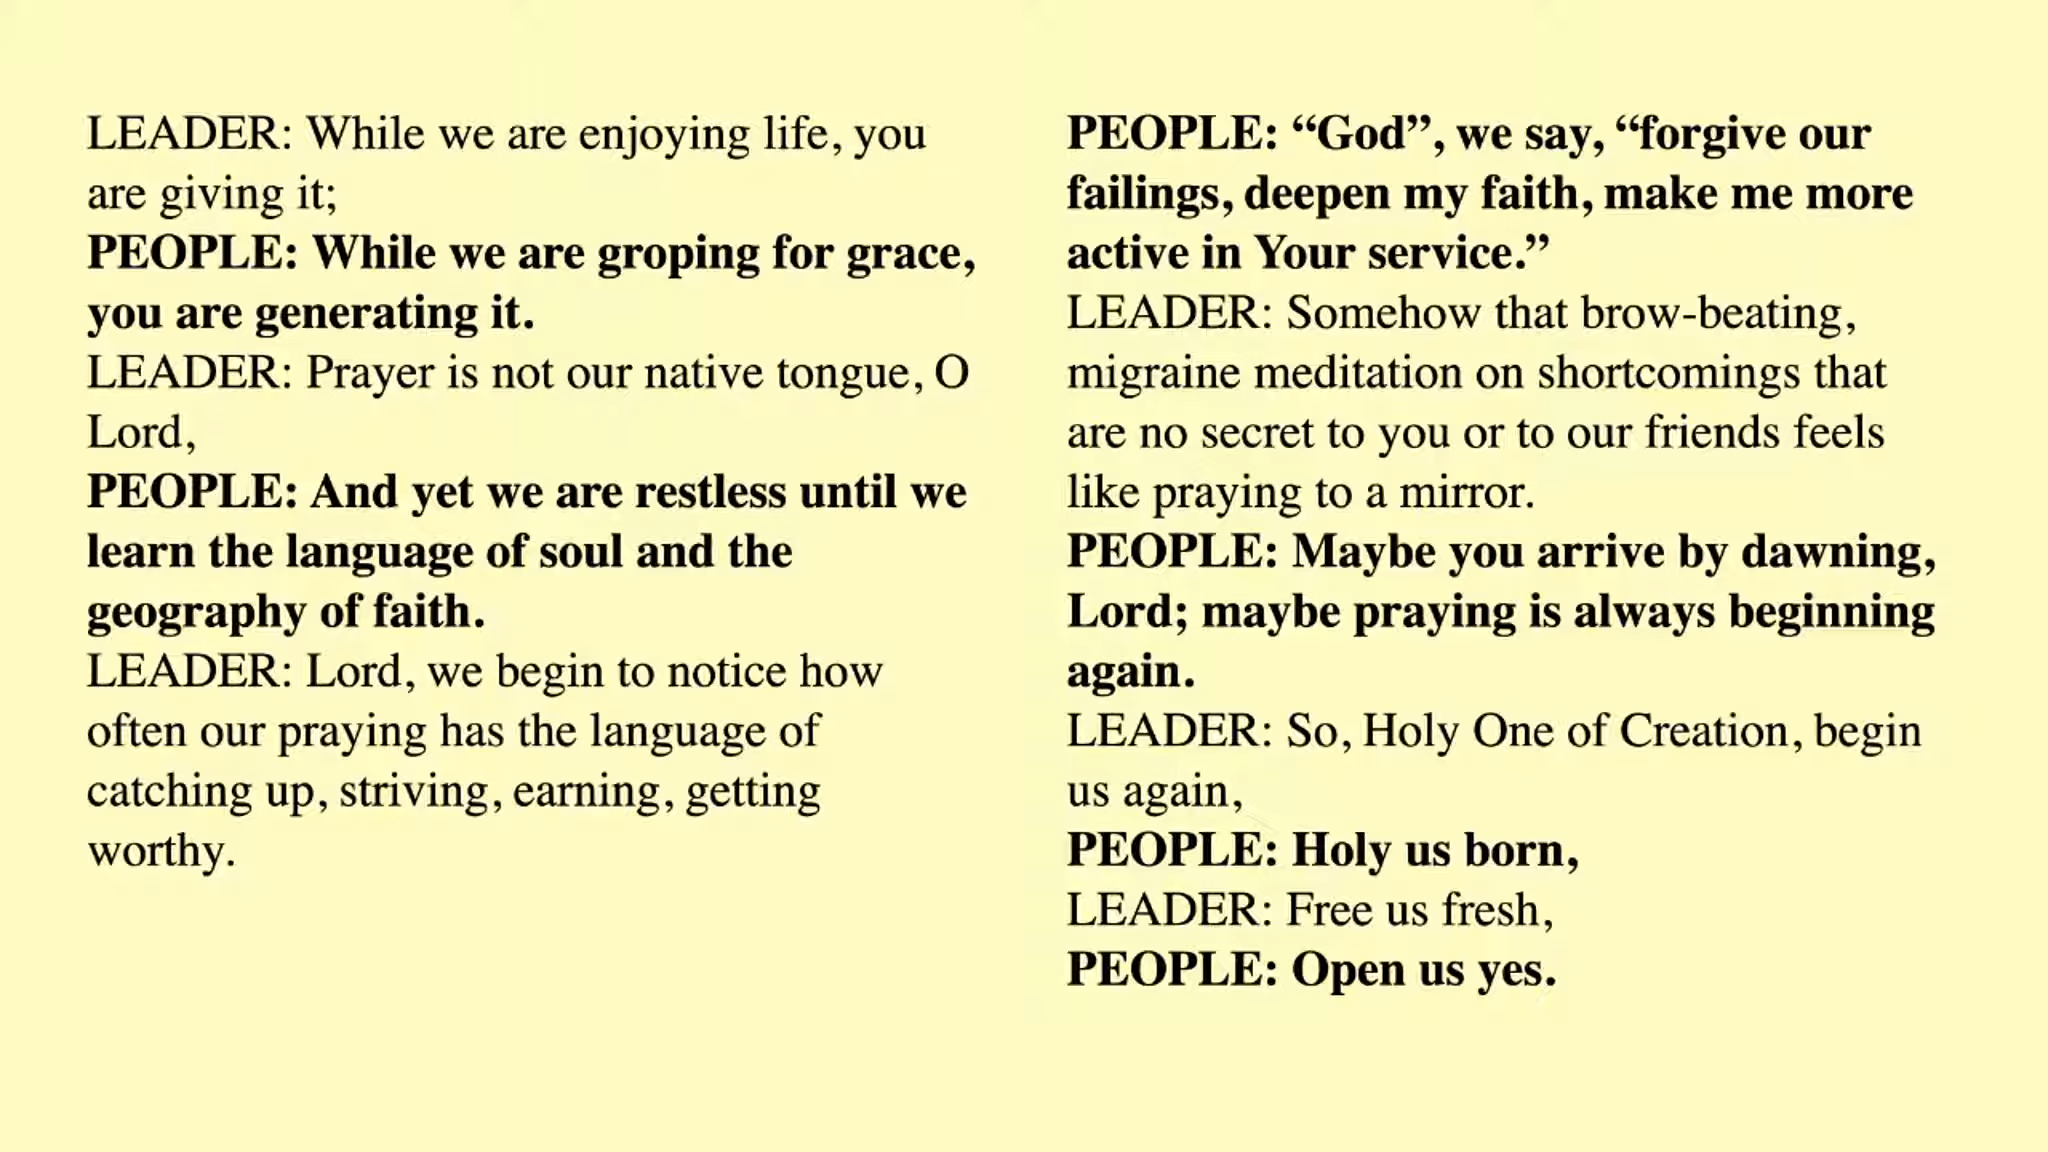 LEADER: While we are enjoying life, you
are giving it;
PEOPLE: While we are groping for grace,
you are generating it.
LEADER: Prayer is not our native tongue, O
Lord,
PEOPLE: And yet we are restless until we
learn the language of soul and the
geography of faith.
LEADER: Lord, we begin to notice how
often our praying has the language of
catching up, striving, earning, getting
worthy.
PEOPLE: “God”, we say, “forgive our
failings, deepen my faith, make me more
active in Your service.”
LEADER: Somehow that brow-beating,
migraine meditation on shortcomings that
are no secret to you or to our friends feels
like praying to a mirror.
PEOPLE: Maybe you arrive by dawning,
Lord; maybe praying is always beginning
again.
LEADER: So, Holy One of Creation, begin
us again,
PEOPLE: Holy us born,
LEADER: Free us fresh,
PEOPLE: Open us yes.